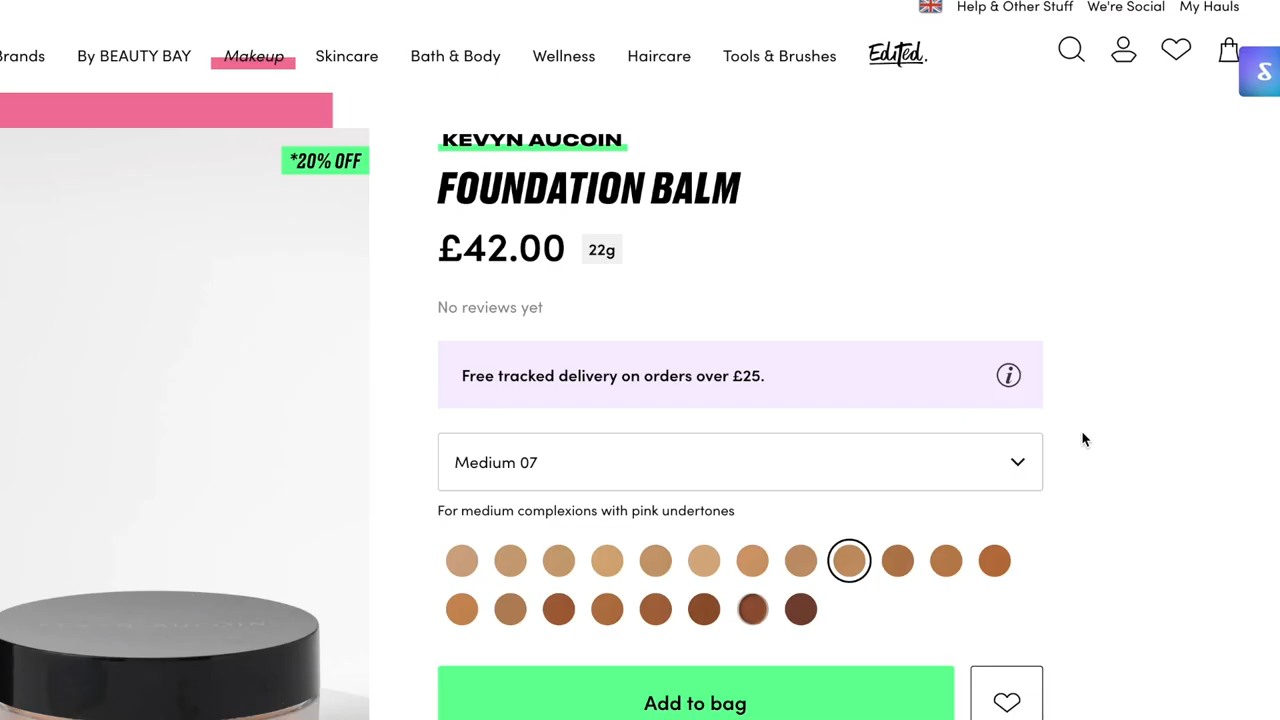 Help & Other Stuff We're Social My Hauls
Brands By BEAUTY BAY Makeup Skincare Bath & Body Wellness Haircare Tools & Brushes Edited.
*20% OFF
KEVYN AUCOIN
FOUNDATION BALM
£42.00 22g
No reviews yet
Free tracked delivery on orders over £25.
Medium 07
For medium complexions with pink undertones
KEVYN AUCOIN
Add to bag